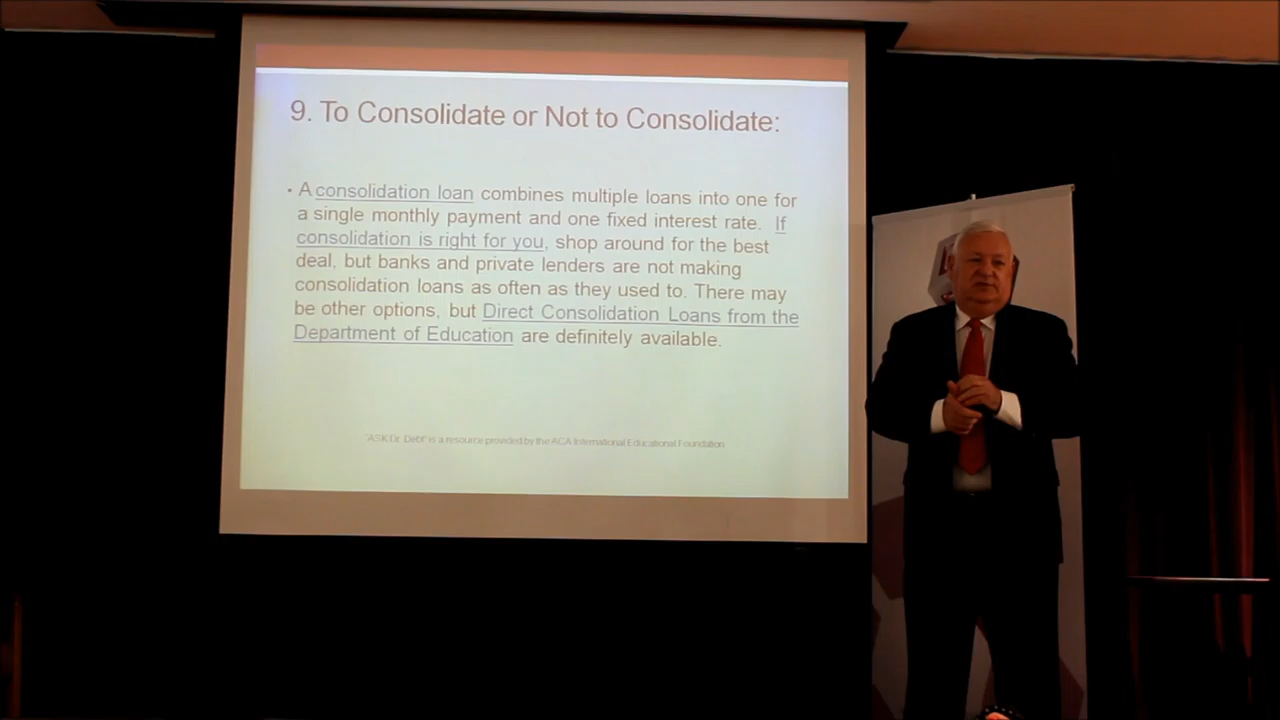 9. To Consolidate or Not to Consolidate:
• A consolidation loan combines multiple loans into one for
a single monthly payment and one fixed interest rate. If
consolidation is right for you, shop around for the best
deal, but banks and private lenders are not making
consolidation loans as often as they used to. There may
be other options, but Direct Consolidation Loans from the
Department of Education are definitely available.
"ASK Dr. Debt" is a resource provided by the ACA International Educational Foundation